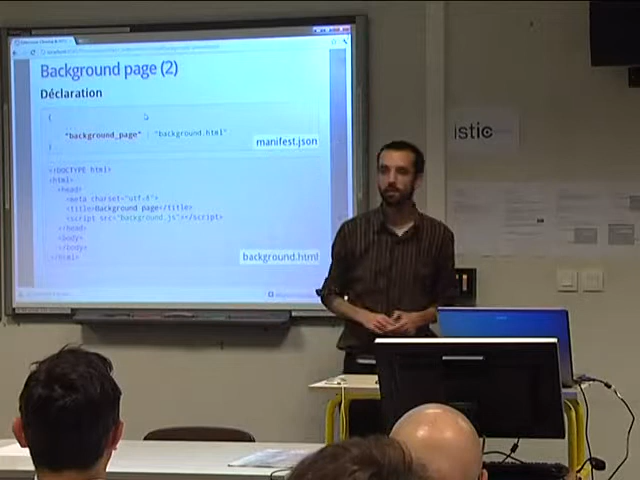 Background page (2)
Déclaration
{
"background_page" : "background.html"
}
manifest.json
<!DOCTYPE html>
<html>
<head>
<meta charset="utf-8">
<title>Background page</title>
<script src="background.js"></script>
</head>
<body>
</body>
</html>
background.html
istic